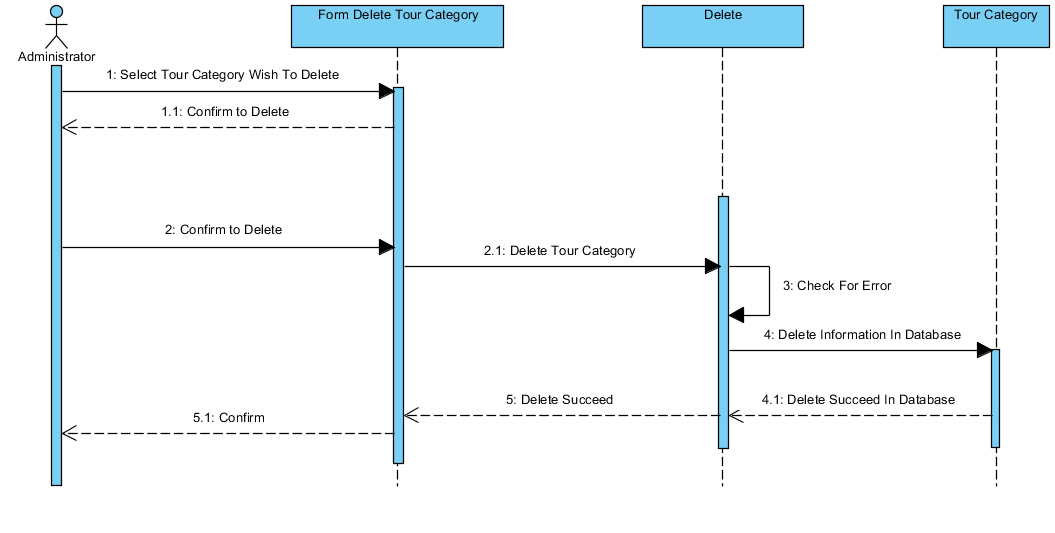 Form Delete Tour Category
Delete
Tour Category
Administrator
1: Select Tour Category Wish To Delete
1.1: Confirm to Delete
2: Confirm to Delete
2.1: Delete Tour Category
3: Check For Error
4: Delete Information In Database
4.1: Delete Succeed In Database
5: Delete Succeed
5.1: Confirm